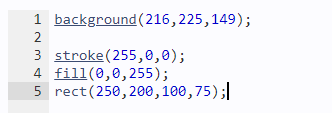 1 background(216,225,149);
2
3 stroke(255,0,0);
4 fill(0,0,255);
5 rect(250,200,100,75);